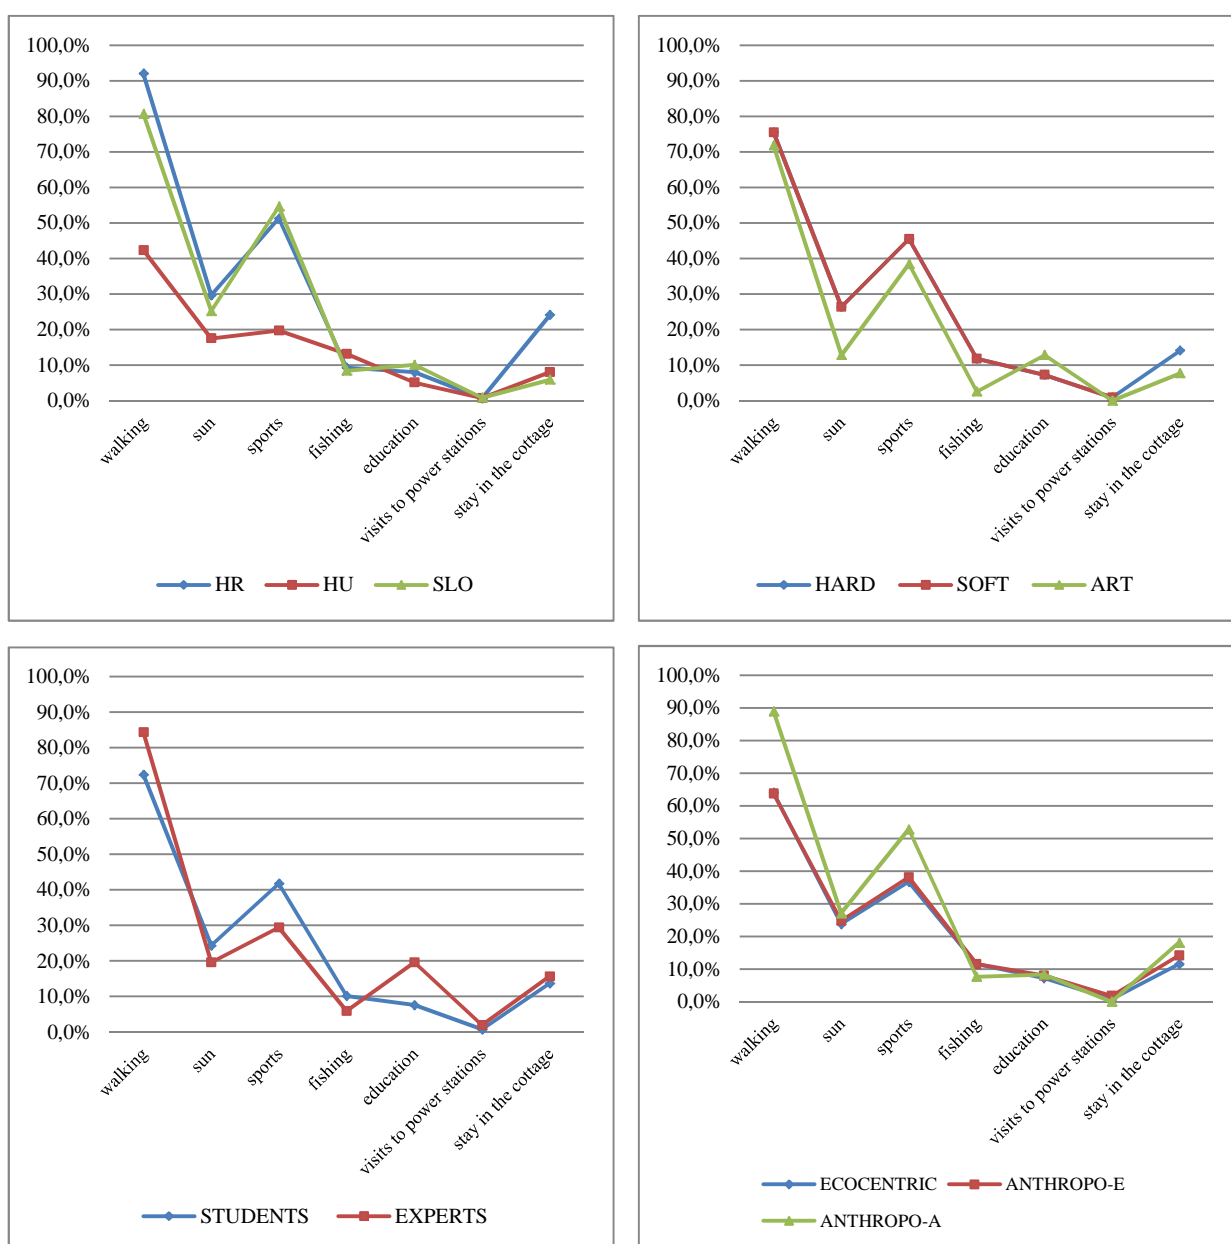 100,0%
90,0%
80,0%
70,0%
60,0%
50,0%
40,0%
30,0%
20,0%
10,0%
0,0%
walking
sun
sports
fishing
education
visits to power stations
stay in the cottage
HR HU SLO
100,0%
90,0%
80,0%
70,0%
60,0%
50,0%
40,0%
30,0%
20,0%
10,0%
0,0%
walking
sun
sports
fishing
education
visits to power stations
stay in the cottage
HARD SOFT ART
100,0%
90,0%
80,0%
70,0%
60,0%
50,0%
40,0%
30,0%
20,0%
10,0%
0,0%
walking
sun
sports
fishing
education
visits to power stations
stay in the cottage
STUDENTS EXPERTS
100,0%
90,0%
80,0%
70,0%
60,0%
50,0%
40,0%
30,0%
20,0%
10,0%
0,0%
walking
sun
sports
fishing
education
visits to power stations
stay in the cottage
ECOCENTRIC ANTHROPO-E
ANTHROPO-A